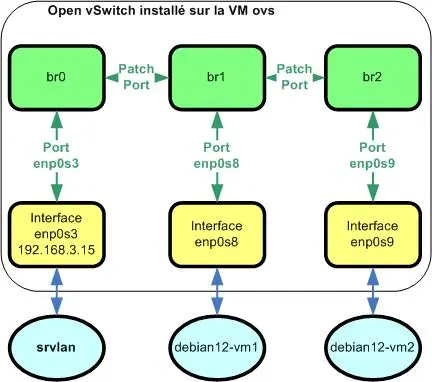 Open vSwitch installé sur la VM ovs
br0
Patch
Port
br1
Patch
Port
br2
Port
enp0s3
Port
enp0s8
Port
enp0s9
Interface
enp0s3
192.168.3.15
Interface
enp0s8
Interface
enp0s9
srvlan
debian12-vm1
debian12-vm2